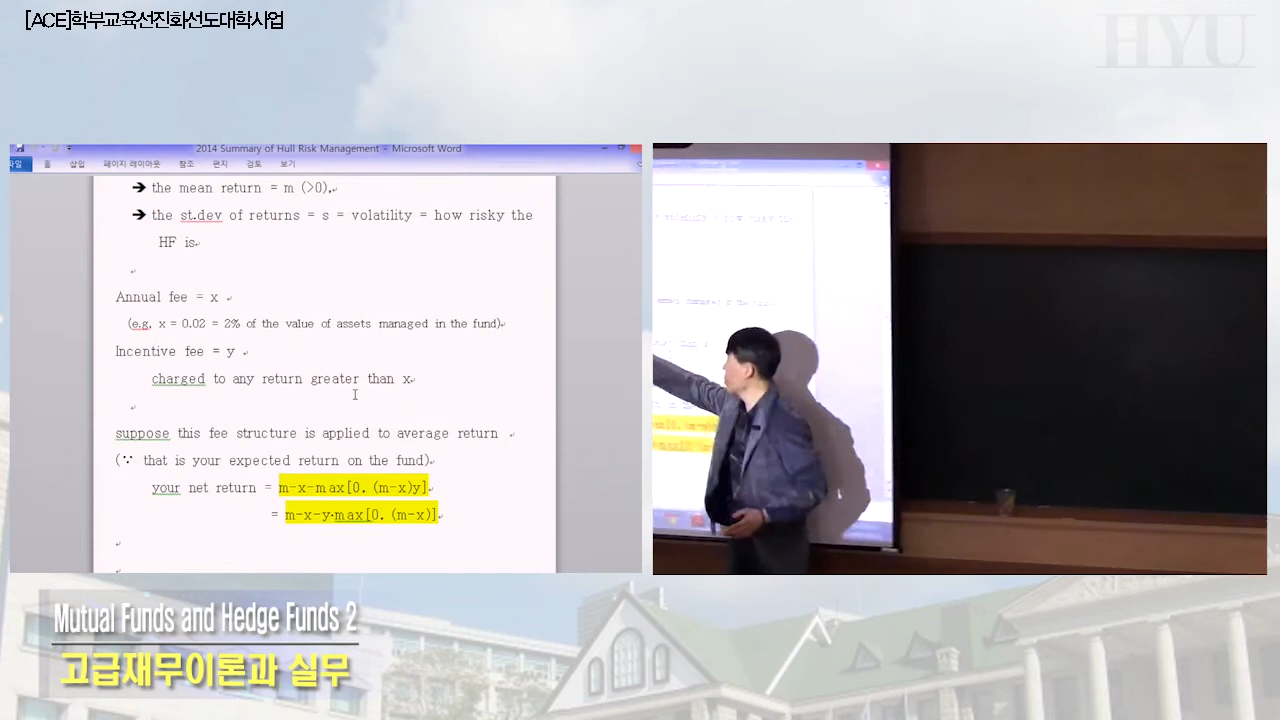 [ACE]학부교육선진화선도대학사업
HYU
2014 Summary of Hull Risk Management - Microsoft Word
파일 홈 삽입 페이지 레이아웃 참조 편지 검토 보기
➔ the mean return = m (>0),
➔ the st.dev of returns = s = volatility = how risky the
HF is
Annual fee = x
(e.g, x = 0.02 = 2% of the value of assets managed in the fund)
Incentive fee = y
charged to any return greater than x
suppose this fee structure is applied to average return
(∵ that is your expected return on the fund)
your net return = m-x-max[0, (m-x)y]
= m-x-y·max[0, (m-x)]
Mutual Funds and Hedge Funds 2
고급재무이론과 실무